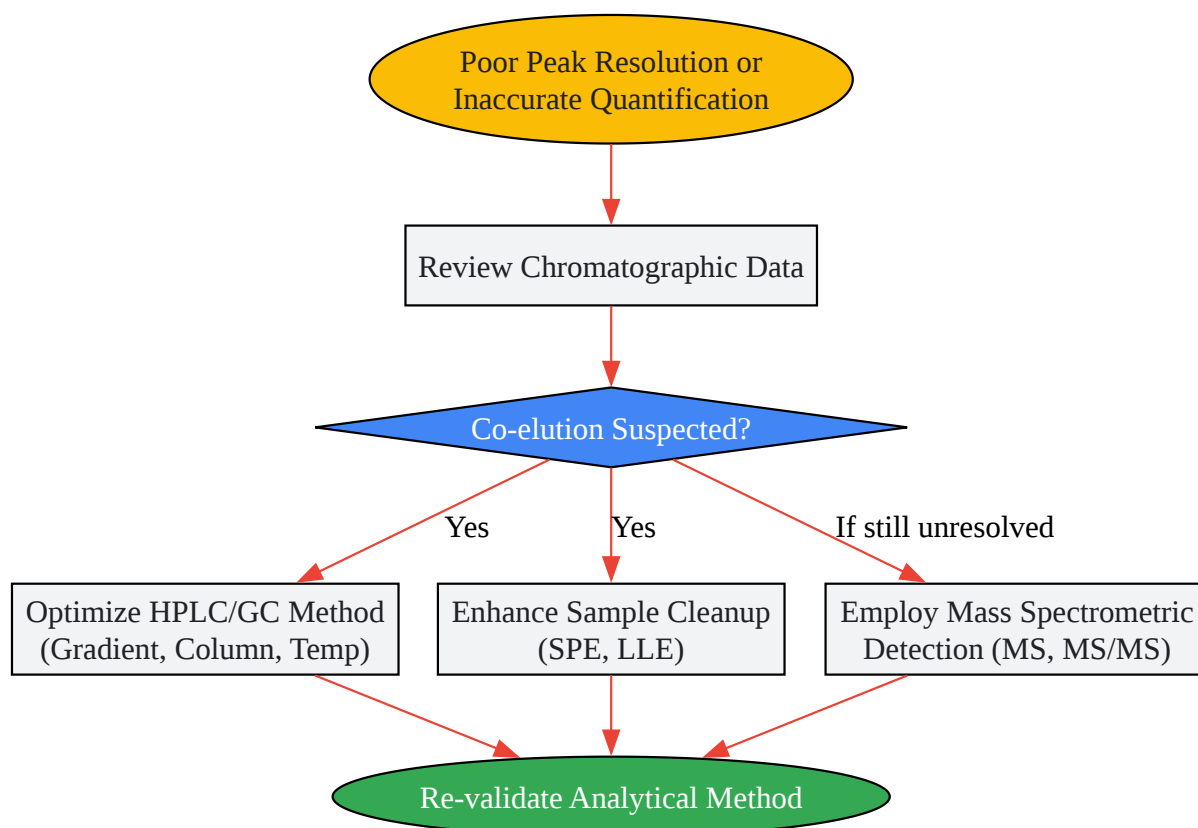 Poor Peak Resolution or
Inaccurate Quantification
Review Chromatographic Data
Co-elution Suspected?
Yes
Yes
If still unresolved
Optimize HPLC/GC Method
(Gradient, Column, Temp)
Enhance Sample Cleanup
(SPE, LLE)
Employ Mass Spectrometric
Detection (MS, MS/MS)
Re-validate Analytical Method